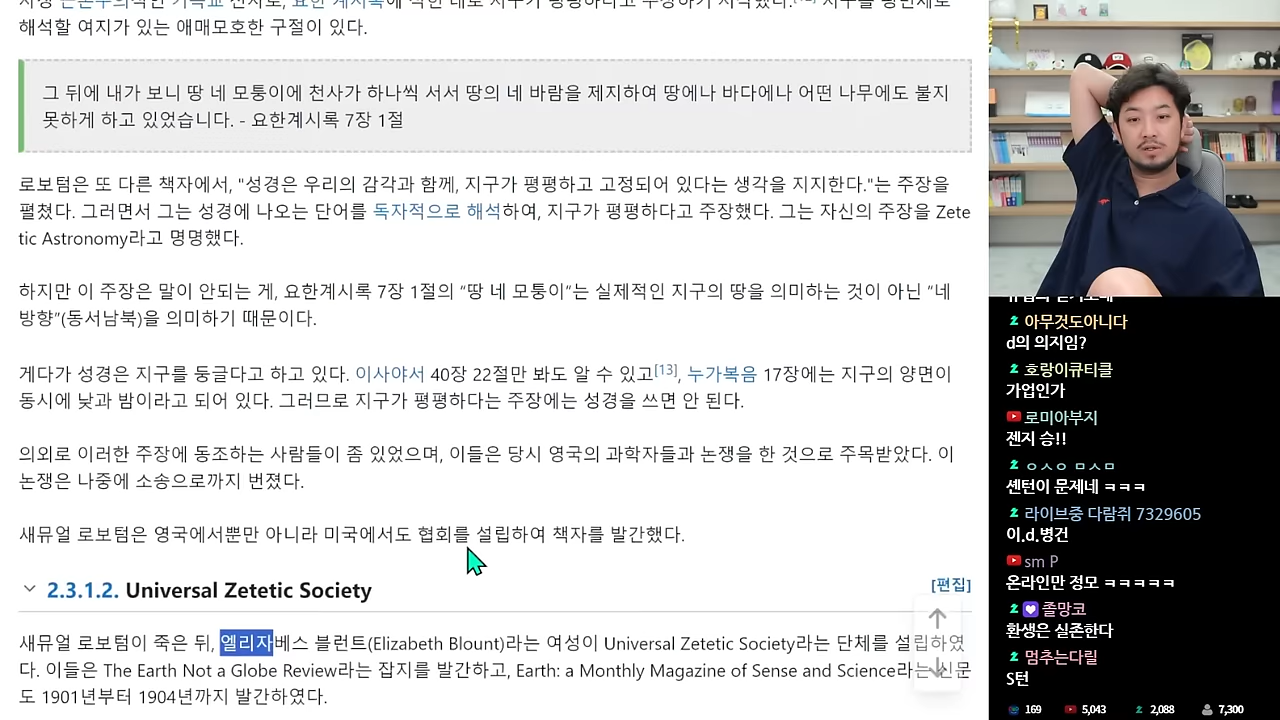 해석할 여지가 있는 애매모호한 구절이 있다.
그 뒤에 내가 보니 땅 네 모퉁이에 천사가 하나씩 서서 땅의 네 바람을 제지하여 땅에나 바다에나 어떤 나무에도 불지
못하게 하고 있었습니다. - 요한계시록 7장 1절
로보텀은 또 다른 책자에서, "성경은 우리의 감각과 함께, 지구가 평평하고 고정되어 있다는 생각을 지지한다."는 주장을
펼쳤다. 그러면서 그는 성경에 나오는 단어를 독자적으로 해석하여, 지구가 평평하다고 주장했다. 그는 자신의 주장을 Zete
tic Astronomy라고 명명했다.
하지만 이 주장은 말이 안되는 게, 요한계시록 7장 1절의 “땅 네 모퉁이”는 실제적인 지구의 땅을 의미하는 것이 아닌 “네
방향”(동서남북)을 의미하기 때문이다.
게다가 성경은 지구를 둥글다고 하고 있다. 이사야서 40장 22절만 봐도 알 수 있고[13], 누가복음 17장에는 지구의 양면이
동시에 낮과 밤이라고 되어 있다. 그러므로 지구가 평평하다는 주장에는 성경을 쓰면 안 된다.
의외로 이러한 주장에 동조하는 사람들이 좀 있었으며, 이들은 당시 영국의 과학자들과 논쟁을 한 것으로 주목받았다. 이
논쟁은 나중에 소송으로까지 번졌다.
새뮤얼 로보텀은 영국에서뿐만 아니라 미국에서도 협회를 설립하여 책자를 발간했다.
2.3.1.2. Universal Zetetic Society
[편집]
새뮤얼 로보텀이 죽은 뒤, 엘리자베스 블런트(Elizabeth Blount)라는 여성이 Universal Zetetic Society라는 단체를 설립하였
다. 이들은 The Earth Not a Globe Review라는 잡지를 발간하고, Earth: a Monthly Magazine of Sense and Science라는 신문
도 1901년부터 1904년까지 발간하였다.
아무것도아니다
d의 의지임?
호랑이큐티클
가업인가
로미아부지
젠지 승!!
ㅇㅅㅇ ㅁㅅㅁ
셴턴이 문제네 ㅋㅋㅋ
라이브중 다람쥐 7329605
이.d.병건
sm P
온라인만 정모 ㅋㅋㅋㅋㅋ
졸망코
환생은 실존한다
멈추는다릴
S턴
169
5,043
2,088
7,300